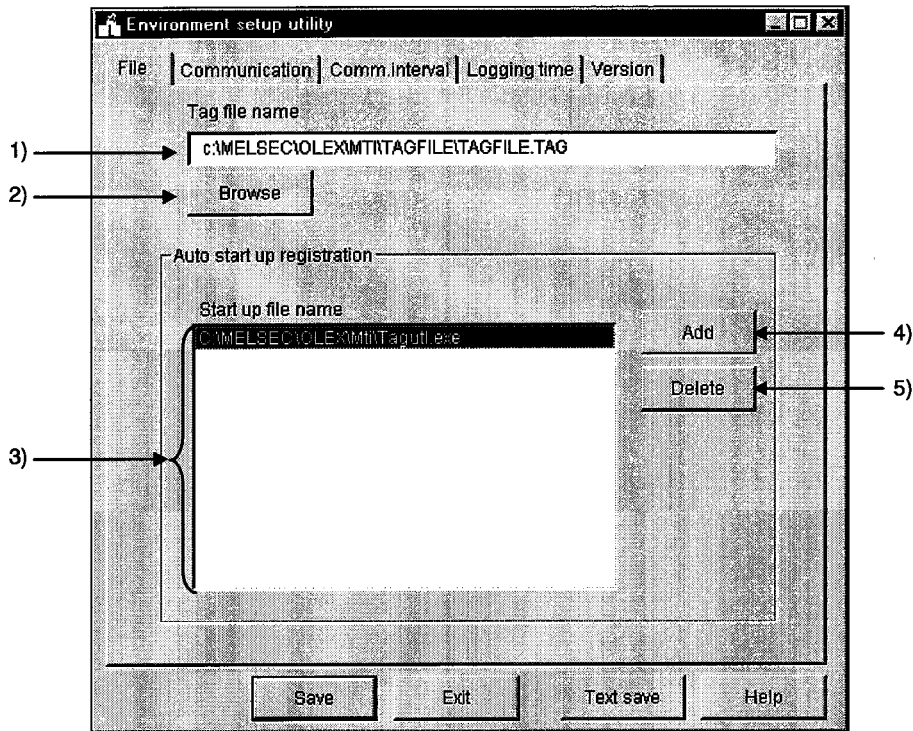 Environment setup utility
File Communication Comm.interval Logging time Version
Tag file name
1) c:\MELSEC\OLEX\MTI\TAGFILE\TAGFILE.TAG
2) Browse
Auto start up registration
Start up file name
C:\MELSEC\OLEX\Mti\Tagutl.exe
Add 4)
Delete 5)
3)
Save Exit Text save Help